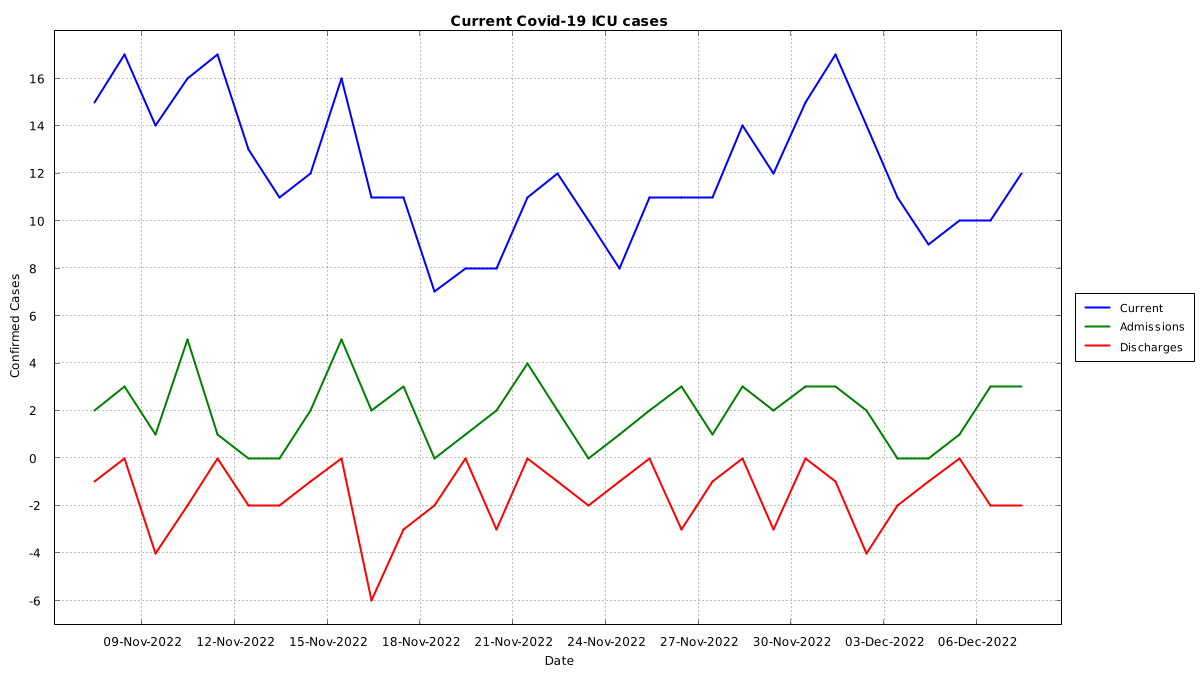 Current Covid-19 ICU cases
Confirmed Cases
16
14
12
10
8
6
4
2
0
-2
-4
-6
09-Nov-2022 12-Nov-2022 15-Nov-2022 18-Nov-2022 21-Nov-2022 24-Nov-2022 27-Nov-2022 30-Nov-2022 03-Dec-2022 06-Dec-2022
Date
Current
Admissions
Discharges